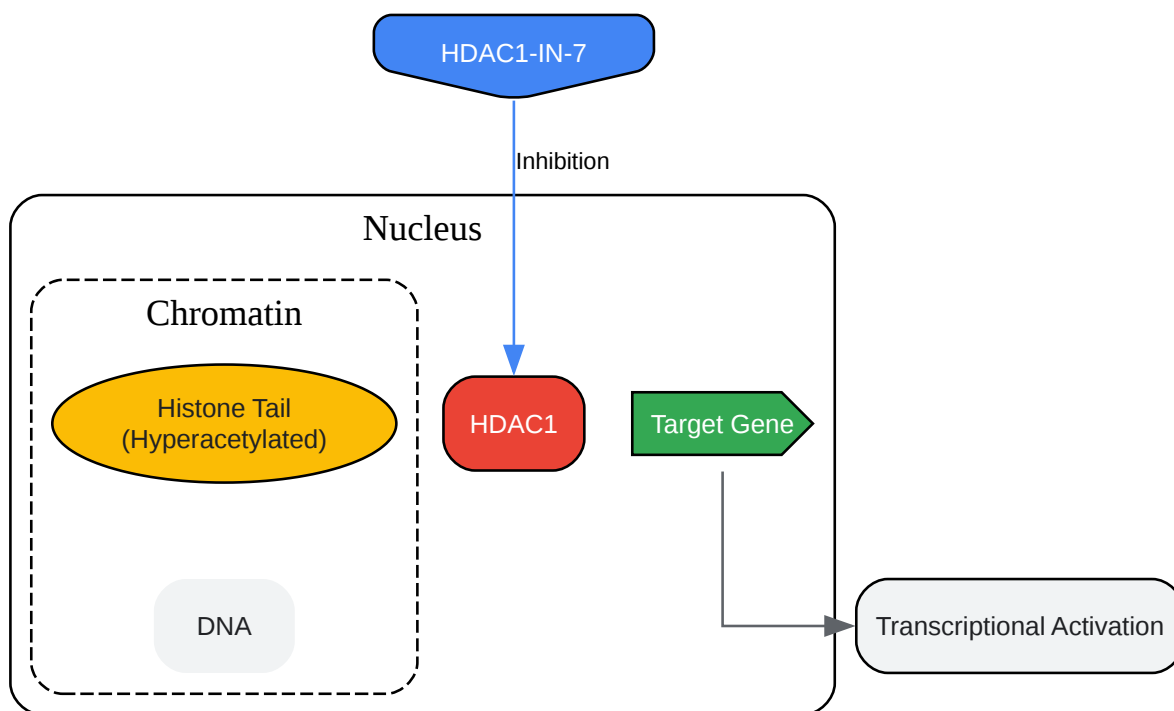 HDAC1-IN-7
Inhibition
Nucleus
Chromatin
Histone Tail
(Hyperacetylated)
HDAC1
Target Gene
DNA
Transcriptional Activation